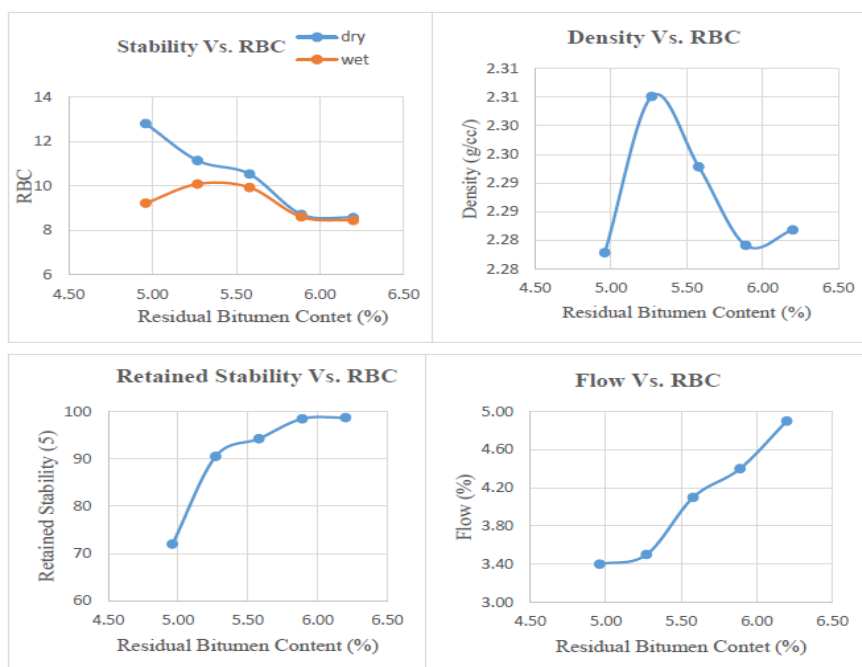 Stability Vs. RBC
dry
wet
RBC
14
12
10
8
6
4.50 5.00 5.50 6.00 6.50
Residual Bitumen Contet (%)
Density Vs. RBC
Density (g/cc/)
2.31
2.31
2.30
2.30
2.29
2.29
2.28
2.28
4.50 5.00 5.50 6.00 6.50
Residual Bitumen Content (%)
Retained Stability Vs. RBC
Retained Stability (5)
100
90
80
70
60
4.50 5.00 5.50 6.00 6.50
Residual Bitumen Content (%)
Flow Vs. RBC
Flow (%)
5.00
4.60
4.20
3.80
3.40
3.00
4.50 5.00 5.50 6.00 6.50
Residual Bitumen Contet (%)